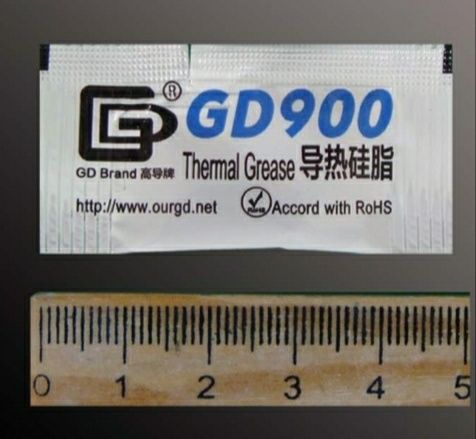 GD®
GD900
GD Brand 高导牌
Thermal Grease 导热硅脂
http://www.ourgd.net
RoHS
Accord with RoHS
0 1 2 3 4 5